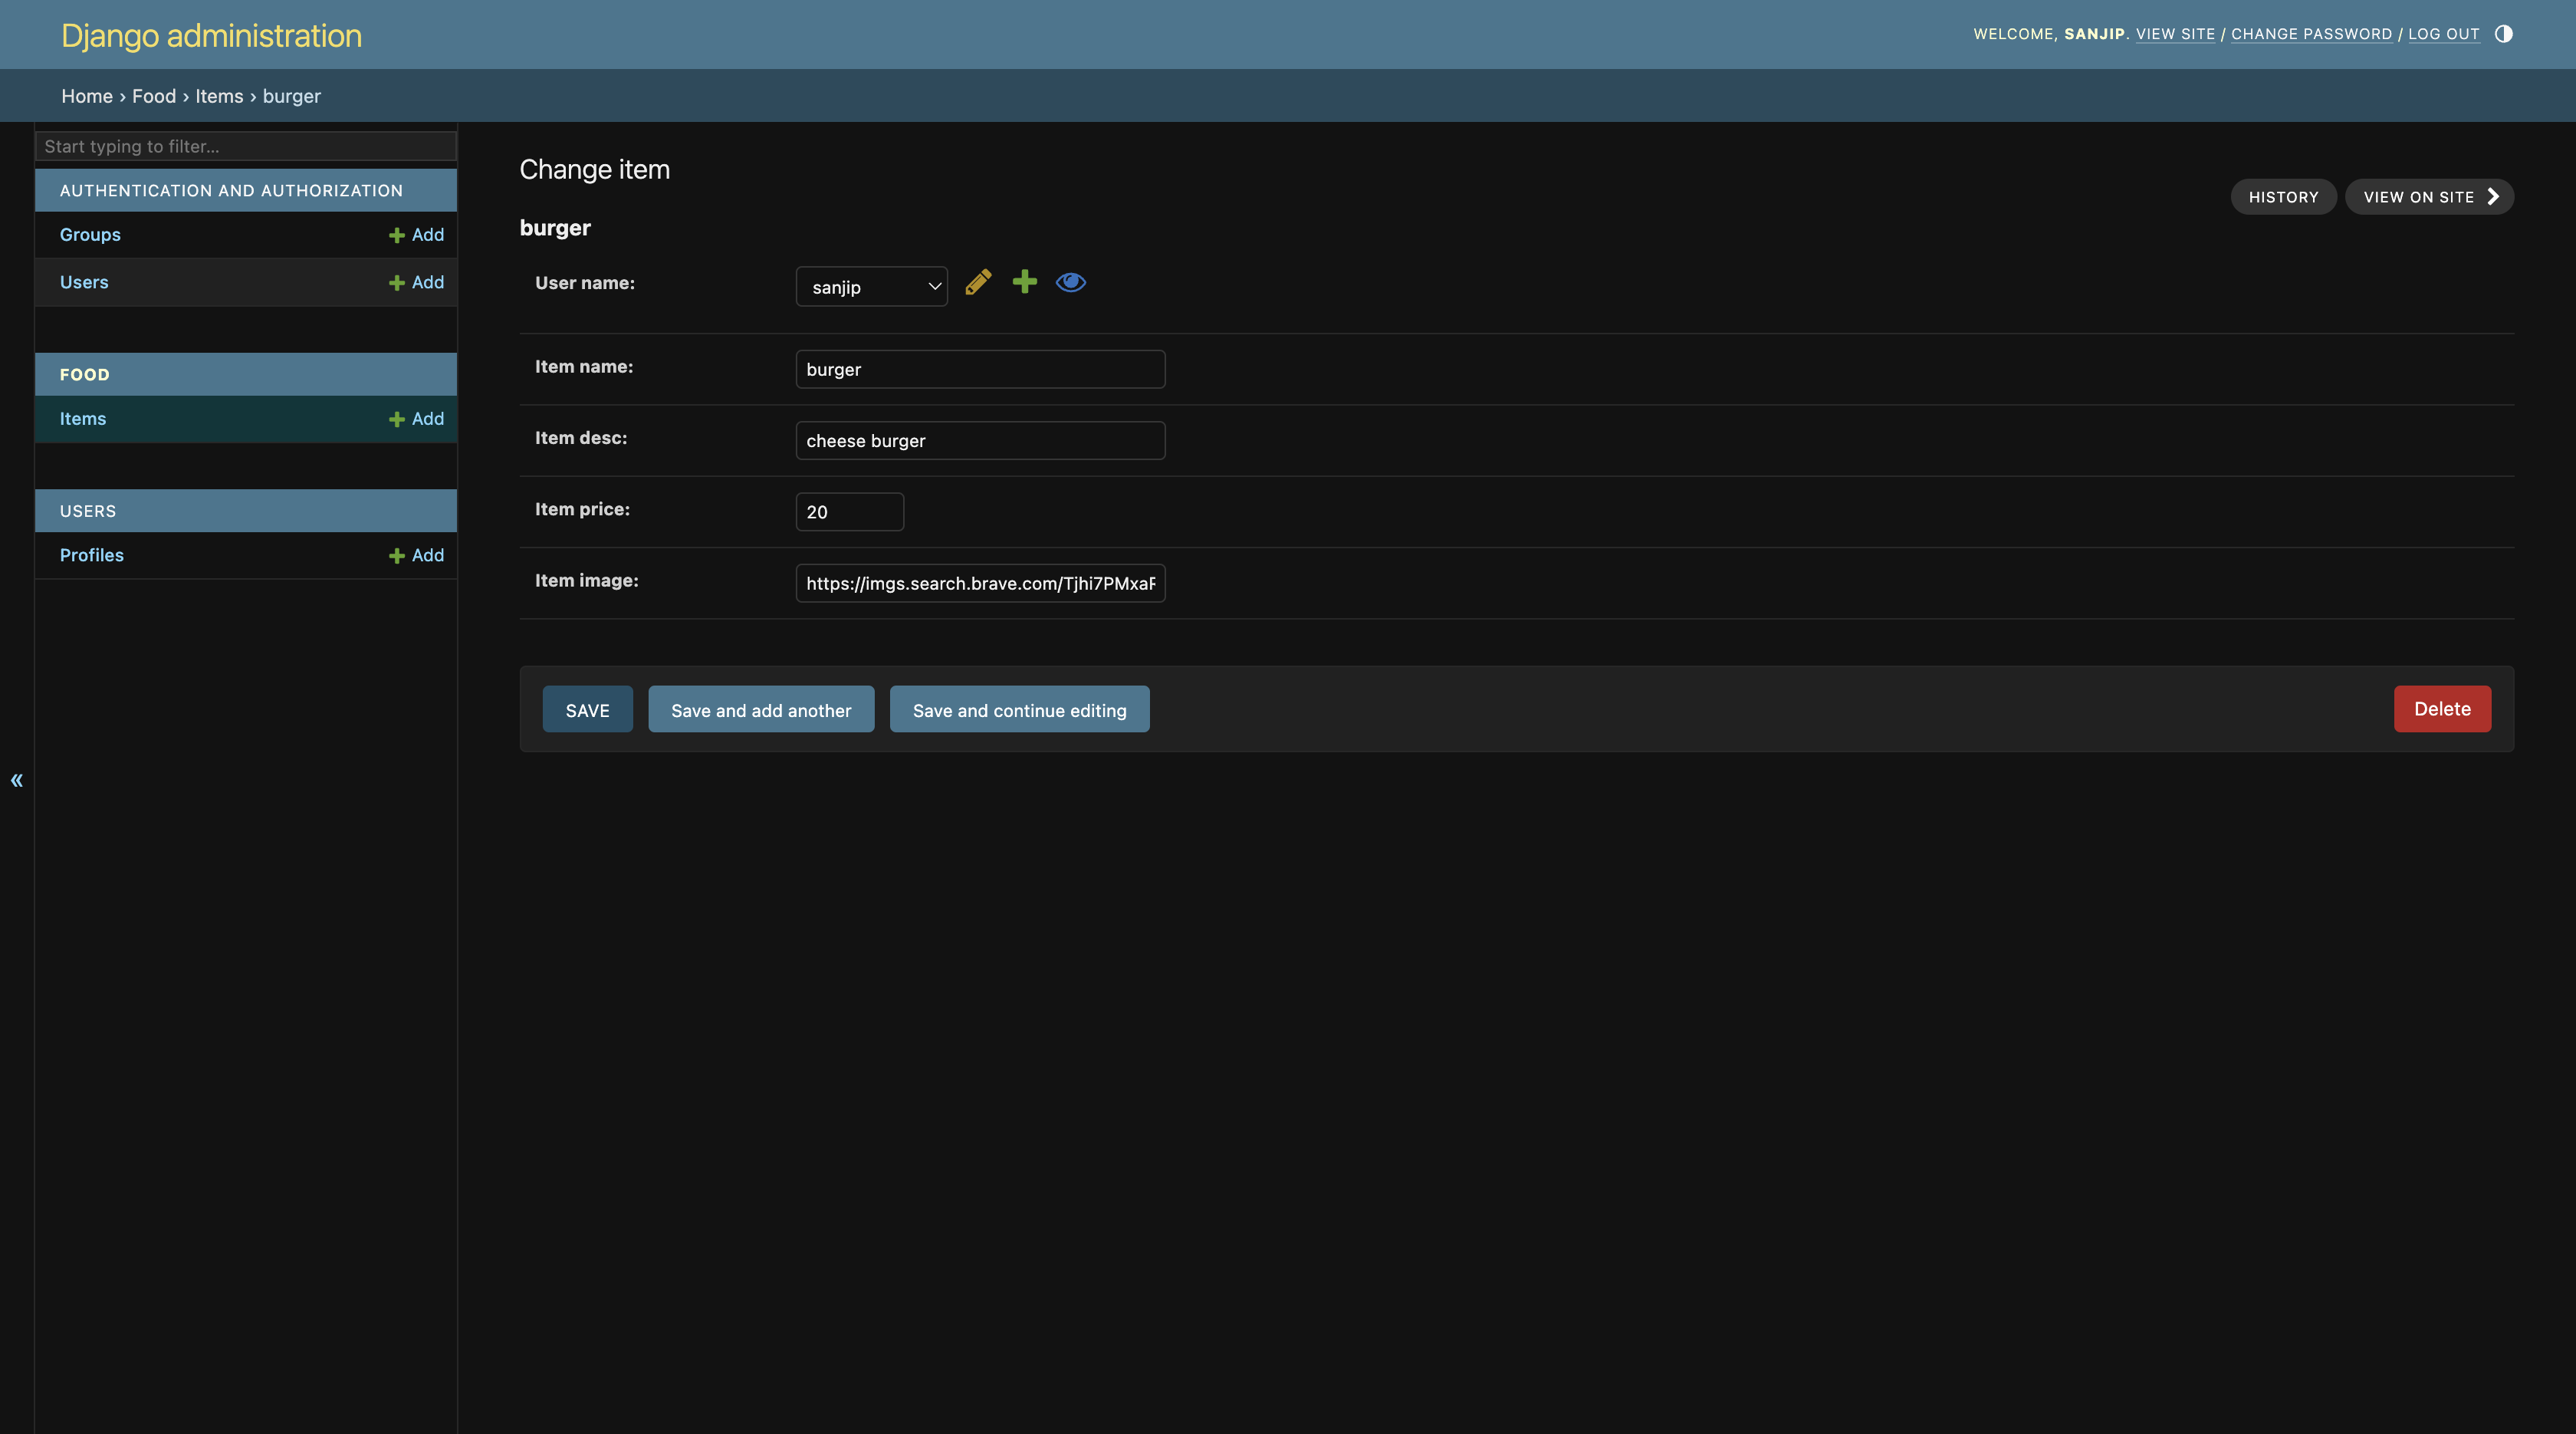 Django administration
WELCOME, SANJIP. VIEW SITE / CHANGE PASSWORD / LOG OUT
Home › Food › Items › burger
Start typing to filter...
AUTHENTICATION AND AUTHORIZATION
Groups
Add
Users
Add
FOOD
Items
Add
USERS
Profiles
Add
«
Change item
HISTORY
VIEW ON SITE
burger
User name:
sanjip
Item name:
burger
Item desc:
cheese burger
Item price:
20
Item image:
https://imgs.search.brave.com/Tjhi7PMxaF
SAVE
Save and add another
Save and continue editing
Delete